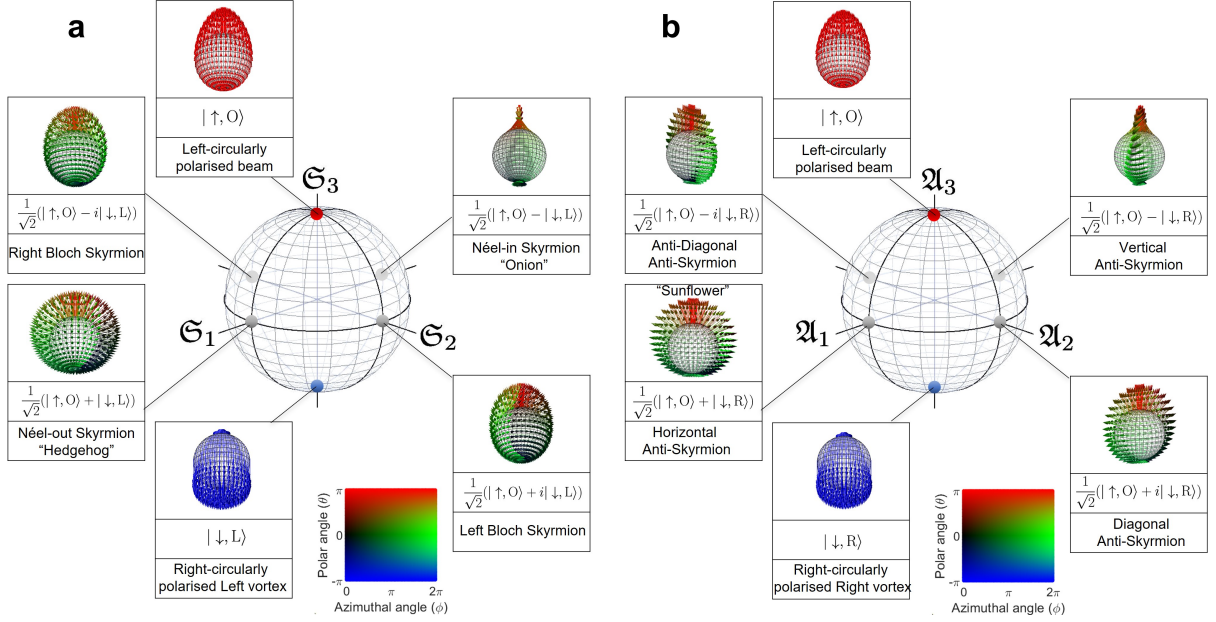 a
| ↑, O⟩
Left-circularly
polarised beam
1/√2(| ↑, O⟩ − i| ↓, L⟩)
Right Bloch Skyrmion
1/√2(| ↑, O⟩ − | ↓, L⟩)
Néel-in Skyrmion
“Onion”
𝔖3
𝔖1
𝔖2
1/√2(| ↑, O⟩ + | ↓, L⟩)
Néel-out Skyrmion
“Hedgehog”
| ↓, L⟩
Right-circularly
polarised Left vortex
1/√2(| ↑, O⟩ + i| ↓, L⟩)
Left Bloch Skyrmion
Polar angle (θ)
π
0
-π
0 π 2π
Azimuthal angle (ϕ)
b
| ↑, O⟩
Left-circularly
polarised beam
1/√2(| ↑, O⟩ − i| ↓, R⟩)
Anti-Diagonal
Anti-Skyrmion
1/√2(| ↑, O⟩ − | ↓, R⟩)
Vertical
Anti-Skyrmion
𝔄3
𝔄1
𝔄2
“Sunflower”
1/√2(| ↑, O⟩ + | ↓, R⟩)
Horizontal
Anti-Skyrmion
| ↓, R⟩
Right-circularly
polarised Right vortex
1/√2(| ↑, O⟩ + i| ↓, R⟩)
Diagonal
Anti-Skyrmion
Polar angle (θ)
π
0
-π
0 π 2π
Azimuthal angle (ϕ)